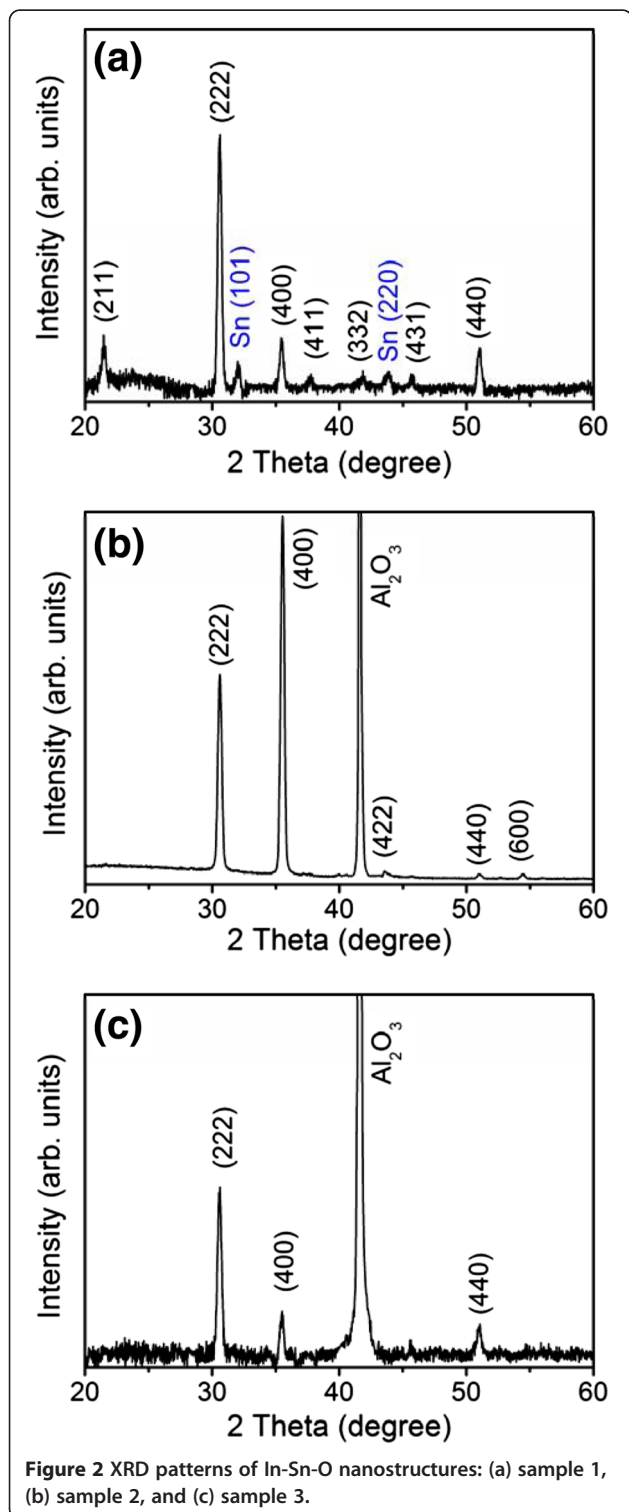 (a)
Intensity (arb. units)
(211)
(222)
Sn (101)
(400)
(411)
(332)
Sn (220)
(431)
(440)
20 30 40 50 60
2 Theta (degree)
(b)
Intensity (arb. units)
(222)
(400)
Al₂O₃
(422)
(440)
(600)
20 30 40 50 60
2 Theta (degree)
(c)
Intensity (arb. units)
(222)
(400)
Al₂O₃
(440)
20 30 40 50 60
2 Theta (degree)
Figure 2 XRD patterns of In-Sn-O nanostructures: (a) sample 1,
(b) sample 2, and (c) sample 3.